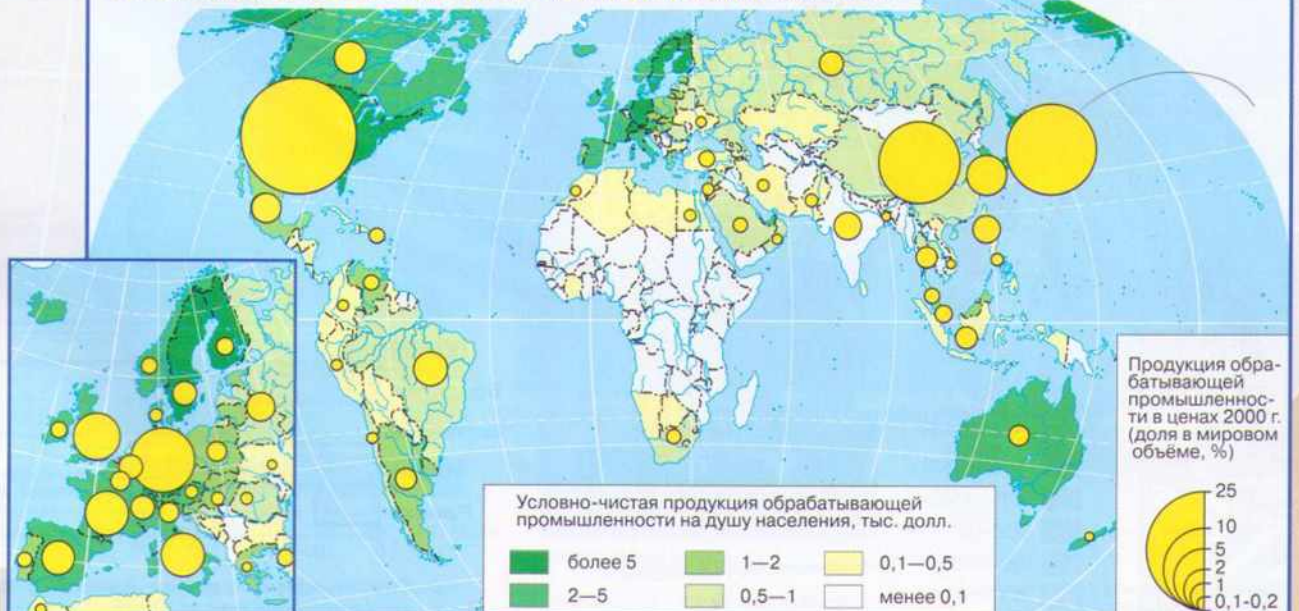 Условно-чистая продукция обрабатывающей
промышленности на душу населения, тыс. долл.
более 5
1—2
0,1—0,5
2—5
0,5—1
менее 0,1
Продукция обра-
батывающей
промышленнос-
ти в ценах 2000 г.
(доля в мировом
объёме, %)
25
10
5
2
1
0,1-0,2